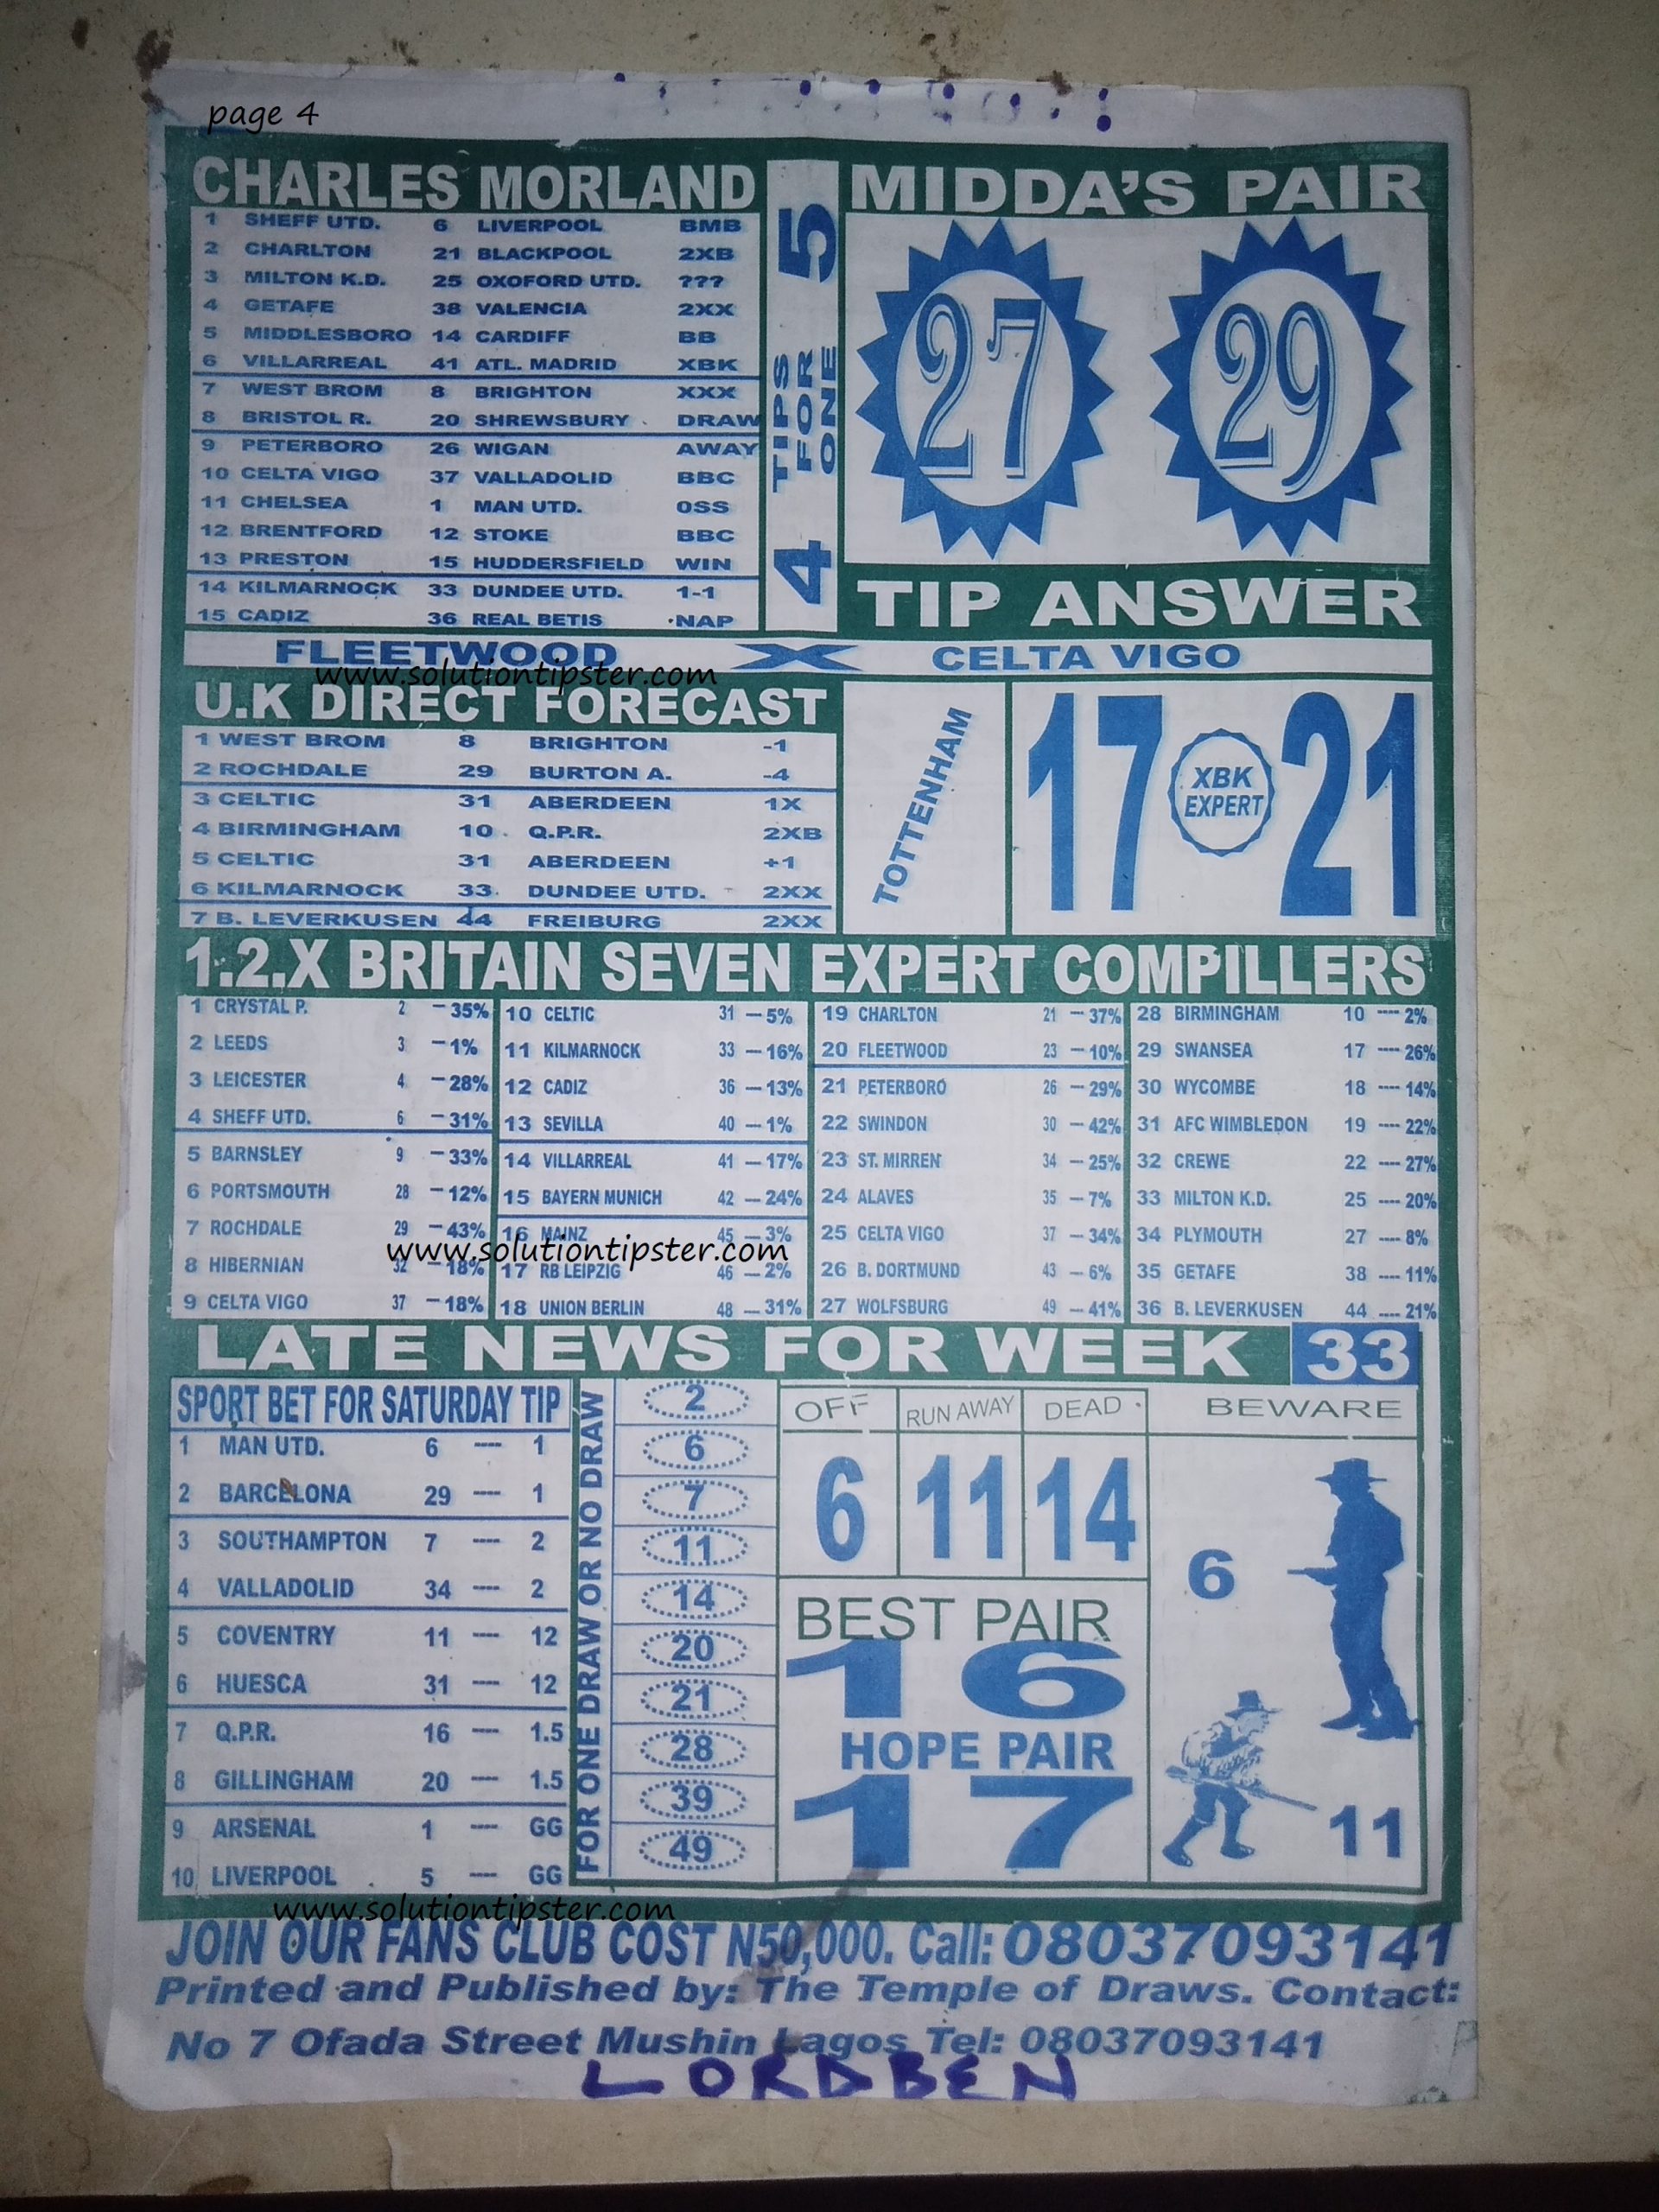 page 4
CHARLES MORLAND
1 SHEFF UTD. 6 LIVERPOOL BMB
2 CHARLTON 21 BLACKPOOL 2XB
3 MILTON K.D. 25 OXOFORD UTD. ???
4 GETAFE 38 VALENCIA 2XX
5 MIDDLESBORO 14 CARDIFF BB
6 VILLARREAL 41 ATL. MADRID XBK
7 WEST BROM 8 BRIGHTON XXX
8 BRISTOL R. 20 SHREWSBURY DRAW
9 PETERBORO 26 WIGAN AWAY
10 CELTA VIGO 37 VALLADOLID BBC
11 CHELSEA 1 MAN UTD. OSS
12 BRENTFORD 12 STOKE BBC
13 PRESTON 15 HUDDERSFIELD WIN
14 KILMARNOCK 33 DUNDEE UTD. 1-1
15 CADIZ 36 REAL BETIS NAP
4 TIPS FOR ONE 5
MIDDA'S PAIR
27 29
TIP ANSWER
FLEETWOOD X CELTA VIGO
www.solutiontipster.com
U.K DIRECT FORECAST
1 WEST BROM 8 BRIGHTON -1
2 ROCHDALE 29 BURTON A. -4
3 CELTIC 31 ABERDEEN 1X
4 BIRMINGHAM 10 Q.P.R. 2XB
5 CELTIC 31 ABERDEEN +1
6 KILMARNOCK 33 DUNDEE UTD. 2XX
7 B. LEVERKUSEN 44 FREIBURG 2XX
TOTTENHAM
17 XBK EXPERT 21
1.2.X BRITAIN SEVEN EXPERT COMPILLERS
1 CRYSTAL P. 2 – 35%
2 LEEDS 3 – 1%
3 LEICESTER 4 – 28%
4 SHEFF UTD. 6 – 31%
5 BARNSLEY 9 – 33%
6 PORTSMOUTH 28 – 12%
7 ROCHDALE 29 – 43%
8 HIBERNIAN 32 – 18%
9 CELTA VIGO 37 – 18%
10 CELTIC 31 – 5%
11 KILMARNOCK 33 – 16%
12 CADIZ 36 – 13%
13 SEVILLA 40 – 1%
14 VILLARREAL 41 – 17%
15 BAYERN MUNICH 42 – 24%
16 MAINZ 45 – 3%
17 RB LEIPZIG 46 – 2%
18 UNION BERLIN 48 – 31%
19 CHARLTON 21 – 37%
20 FLEETWOOD 23 – 10%
21 PETERBORO 26 – 29%
22 SWINDON 30 – 42%
23 ST. MIRREN 34 – 25%
24 ALAVES 35 – 7%
25 CELTA VIGO 37 – 34%
26 B. DORTMUND 43 – 6%
27 WOLFSBURG 49 – 41%
28 BIRMINGHAM 10 ---- 2%
29 SWANSEA 17 ---- 26%
30 WYCOMBE 18 ---- 14%
31 AFC WIMBLEDON 19 ---- 22%
32 CREWE 22 ---- 27%
33 MILTON K.D. 25 ---- 20%
34 PLYMOUTH 27 ---- 8%
35 GETAFE 38 ---- 11%
36 B. LEVERKUSEN 44 ---- 21%
www.solutiontipster.com
LATE NEWS FOR WEEK 33
SPORT BET FOR SATURDAY TIP
1 MAN UTD. 6 ---- 1
2 BARCELONA 29 ---- 1
3 SOUTHAMPTON 7 ---- 2
4 VALLADOLID 34 ---- 2
5 COVENTRY 11 ---- 12
6 HUESCA 31 ---- 12
7 Q.P.R. 16 ---- 1.5
8 GILLINGHAM 20 ---- 1.5
9 ARSENAL 1 ---- GG
10 LIVERPOOL 5 ---- GG
FOR ONE DRAW OR NO DRAW
2
6
7
11
14
20
21
28
39
49
OFF RUN AWAY DEAD
6 11 14
BEST PAIR
16
HOPE PAIR
17
BEWARE
6
11
www.solutiontipster.com
JOIN OUR FANS CLUB COST N50,000. Call: 08037093141
Printed and Published by: The Temple of Draws. Contact:
No 7 Ofada Street Mushin Lagos Tel: 08037093141
LORDBEN